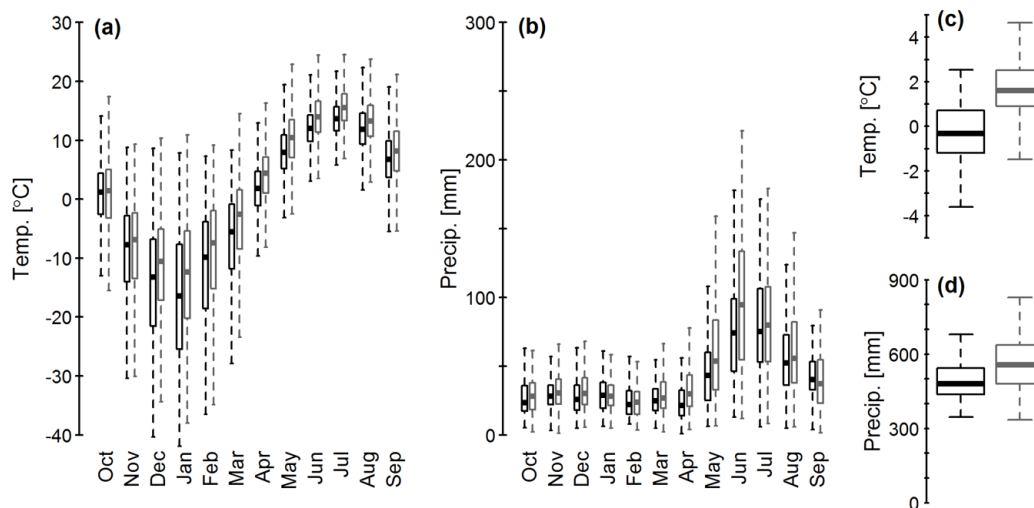 (a)
Temp. [°C]
30
20
10
0
-10
-20
-30
-40
Oct
Nov
Dec
Jan
Feb
Mar
Apr
May
Jun
Jul
Aug
Sep
(b)
Precip. [mm]
300
200
100
0
Oct
Nov
Dec
Jan
Feb
Mar
Apr
May
Jun
Jul
Aug
Sep
(c)
Temp. [°C]
4
2
0
-2
-4
(d)
Precip. [mm]
900
600
300
0